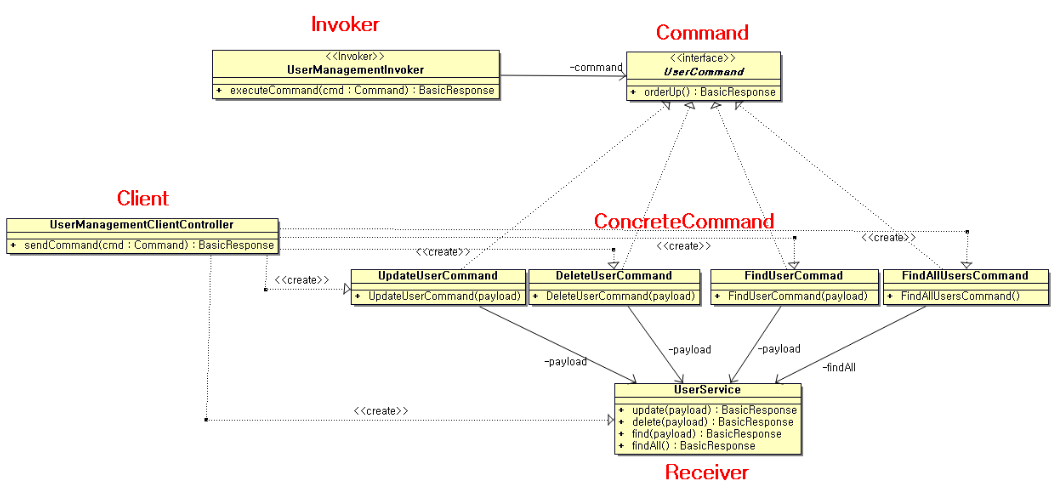 Invoker
Command
<<Invoker>>
UserManagementInvoker
+ executeCommand(cmd : Command) : BasicResponse
-command
<<interface>>
UserCommand
+ orderUp() : BasicResponse
Client
UserManagementClientController
+ sendCommand(cmd : Command) : BasicResponse
ConcreteCommand
<<create>>
<<create>>
<<create>>
<<create>>
UpdateUserCommand
+ UpdateUserCommand(payload)
DeleteUserCommand
+ DeleteUserCommand(payload)
FindUserCommad
+ FindUserCommand(payload)
FindAllUsersCommand
+ FindAllUsersCommand()
-payload
-payload
-payload
-findAll
<<create>>
UserService
+ update(payload) : BasicResponse
+ delete(payload) : BasicResponse
+ find(payload) : BasicResponse
+ findAll() : BasicResponse
Receiver